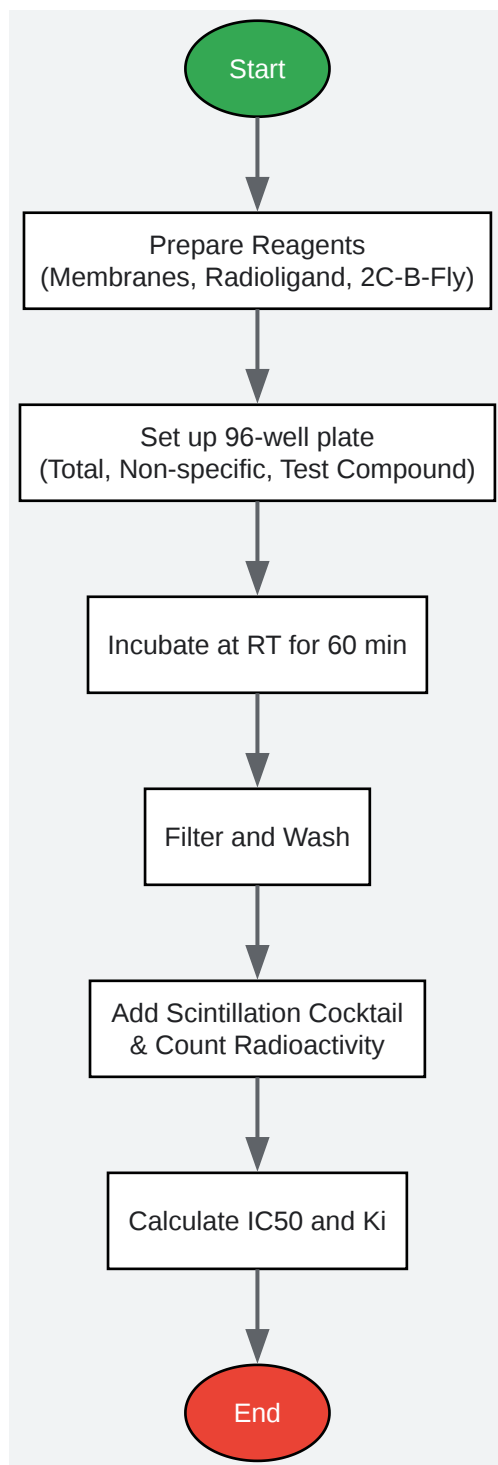 Start
Prepare Reagents
(Membranes, Radioligand, 2C-B-Fly)
Set up 96-well plate
(Total, Non-specific, Test Compound)
Incubate at RT for 60 min
Filter and Wash
Add Scintillation Cocktail
& Count Radioactivity
Calculate IC50 and Ki
End